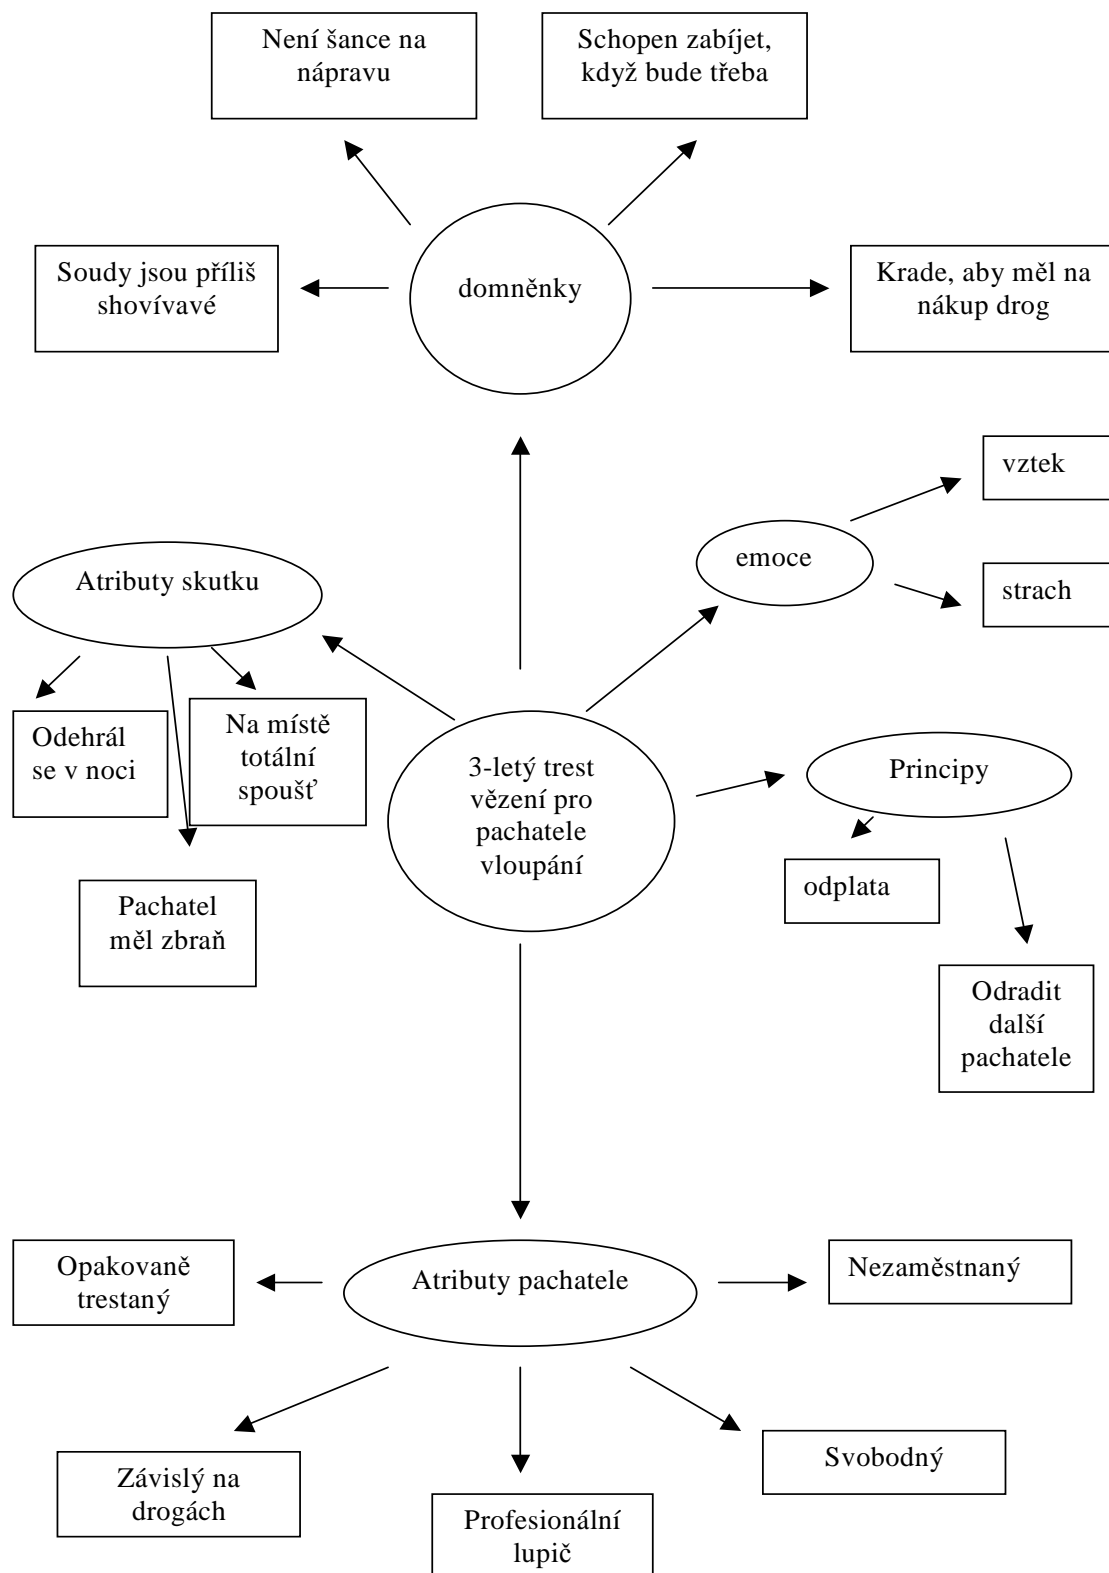 Není šance na
nápravu
Schopen zabíjet,
když bude třeba
Soudy jsou příliš
shovívavé
domněnky
Krade, aby měl na
nákup drog
vztek
emoce
strach
Atributy skutku
Odehrál
se v noci
Na místě
totální
spoušť
Pachatel
měl zbraň
3-letý trest
vězení pro
pachatele
vloupání
Principy
odplata
Odradit
další
pachatele
Opakovaně
trestaný
Atributy pachatele
Nezaměstnaný
Závislý na
drogách
Profesionální
lupič
Svobodný